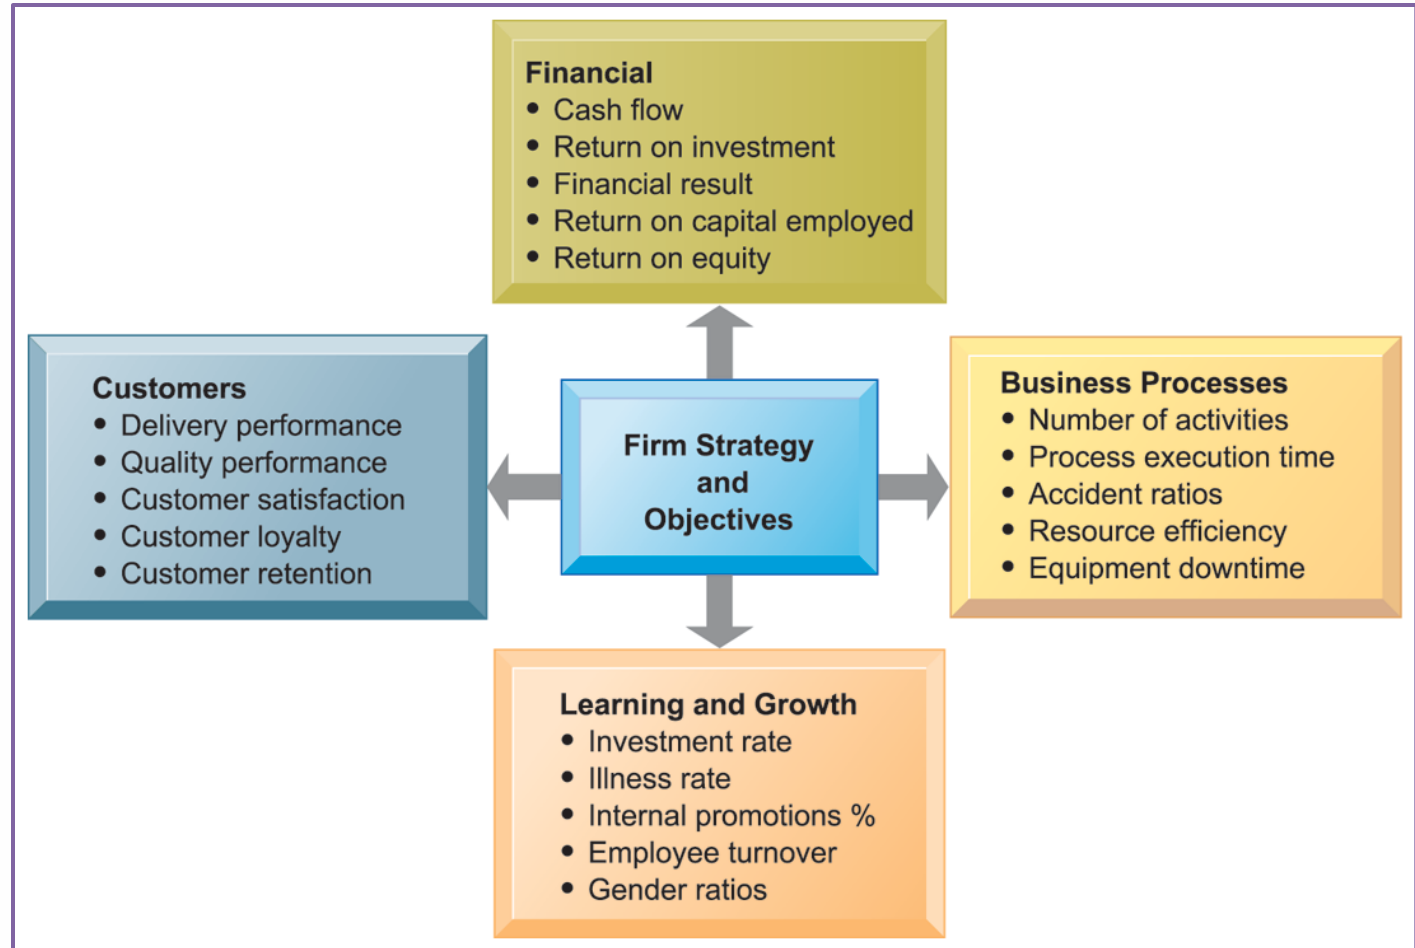 Financial
• Cash flow
• Return on investment
• Financial result
• Return on capital employed
• Return on equity
Customers
• Delivery performance
• Quality performance
• Customer satisfaction
• Customer loyalty
• Customer retention
Firm Strategy
and
Objectives
Business Processes
• Number of activities
• Process execution time
• Accident ratios
• Resource efficiency
• Equipment downtime
Learning and Growth
• Investment rate
• Illness rate
• Internal promotions %
• Employee turnover
• Gender ratios